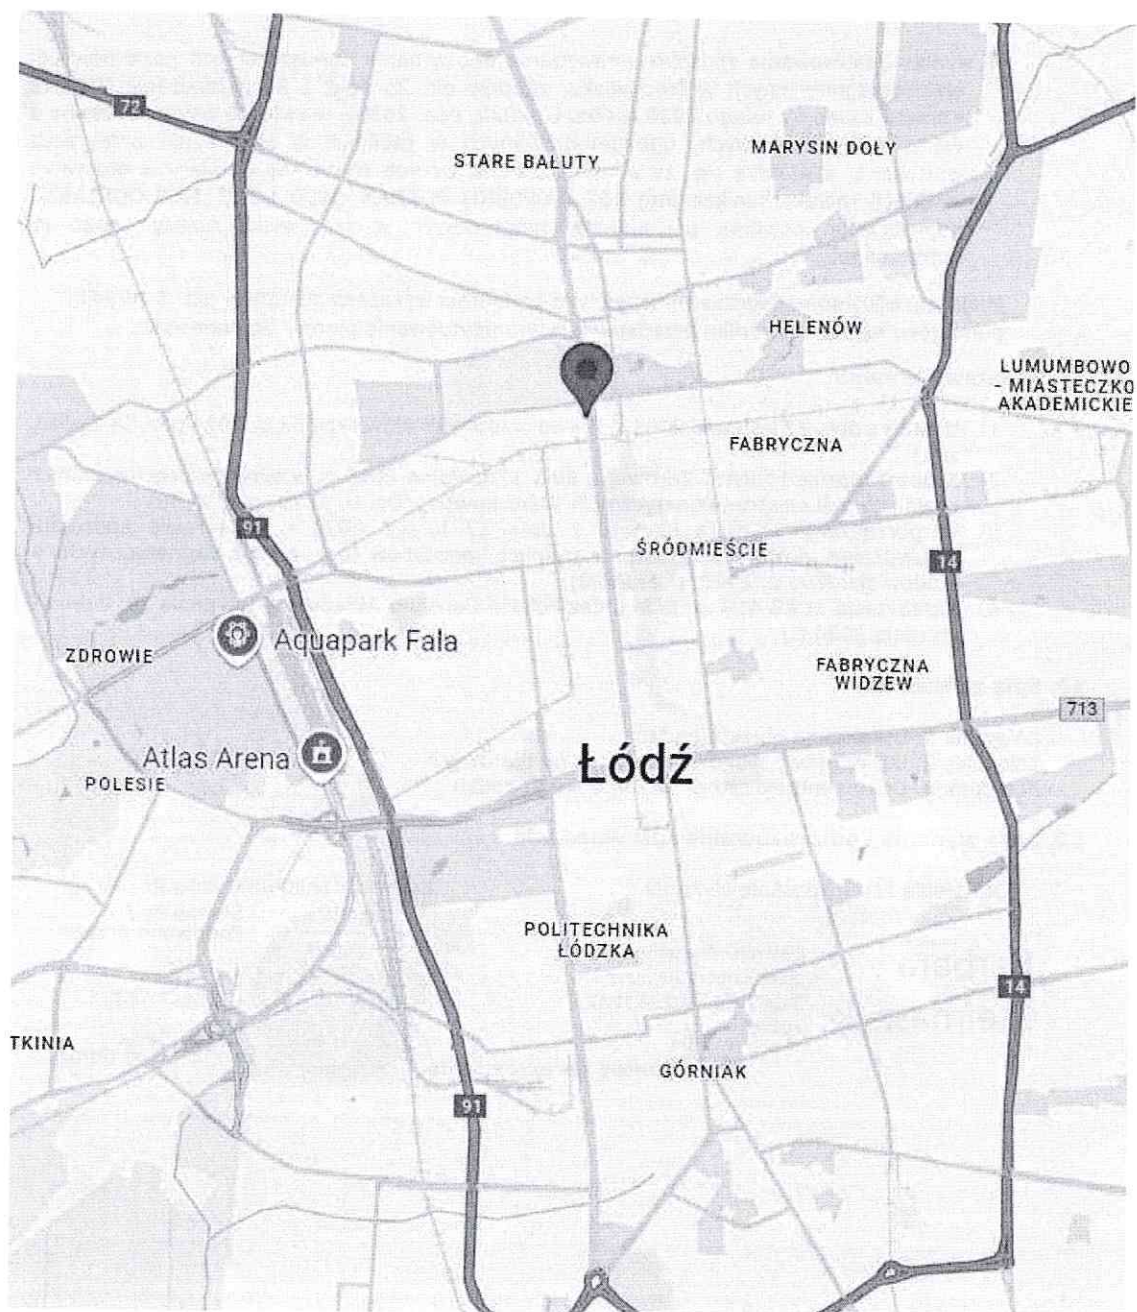 72
STARE BAŁUTY
MARYSIN DOŁY
HELENÓW
LUMUMBOWO
- MIASTECZKO
AKADEMICKIE
FABRYCZNA
91
ŚRÓDMIEŚCIE
14
Aquapark Fala
ZDROWIE
FABRYCZNA
WIDZEW
713
Atlas Arena
Łódź
POLESIE
POLITECHNIKA
ŁÓDZKA
14
TKINIA
GÓRNIAK
91